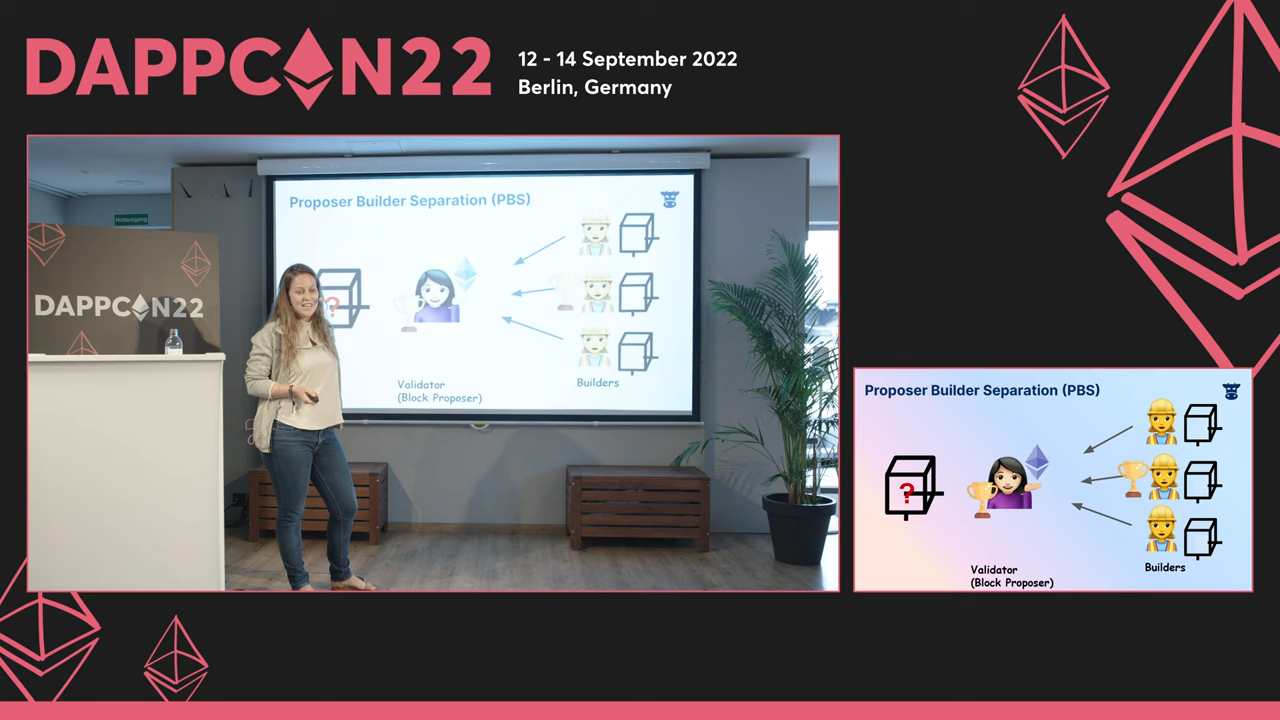 DAPPCON22
12 - 14 September 2022
Berlin, Germany
Notausgang
DAPPCON22
Proposer Builder Separation (PBS)
?
Validator
(Block Proposer)
Builders
Proposer Builder Separation (PBS)
?
Validator
(Block Proposer)
Builders